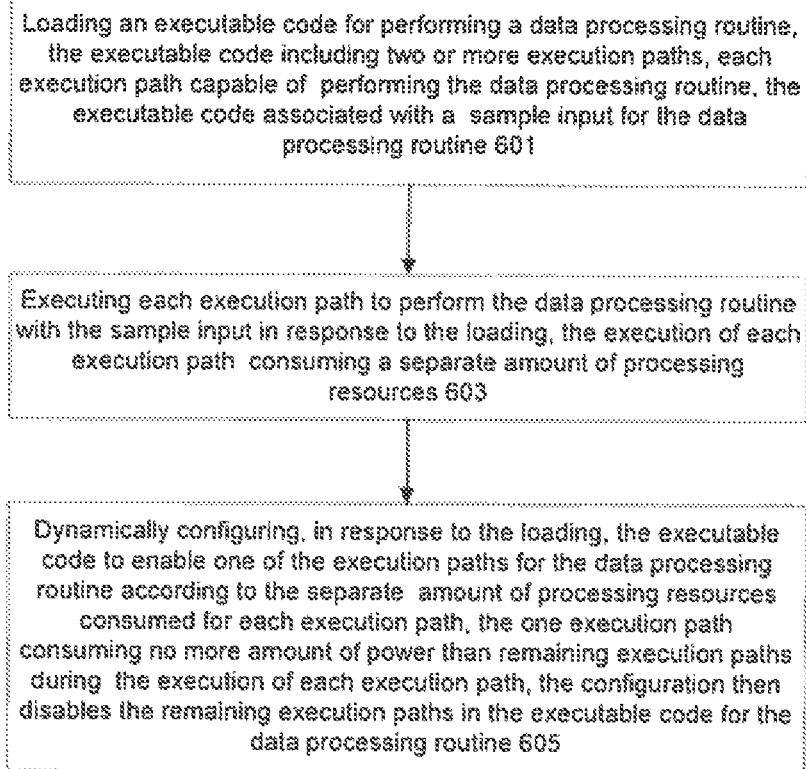 Loading an executable code for performing a data processing routine,
the executable code including two or more execution paths, each
execution path capable of performing the data processing routine, the
executable code associated with a sample input for the data
processing routine 601
Executing each execution path to perform the data processing routine
with the sample input in response to the loading, the execution of each
execution path consuming a separate amount of processing
resources 603
Dynamically configuring, in response to the loading, the executable
code to enable one of the execution paths for the data processing
routine according to the separate amount of processing resources
consumed for each execution path, the one execution path
consuming no more amount of power than remaining execution paths
during the execution of each execution path, the configuration then
disables the remaining execution paths in the executable code for the
data processing routine 605